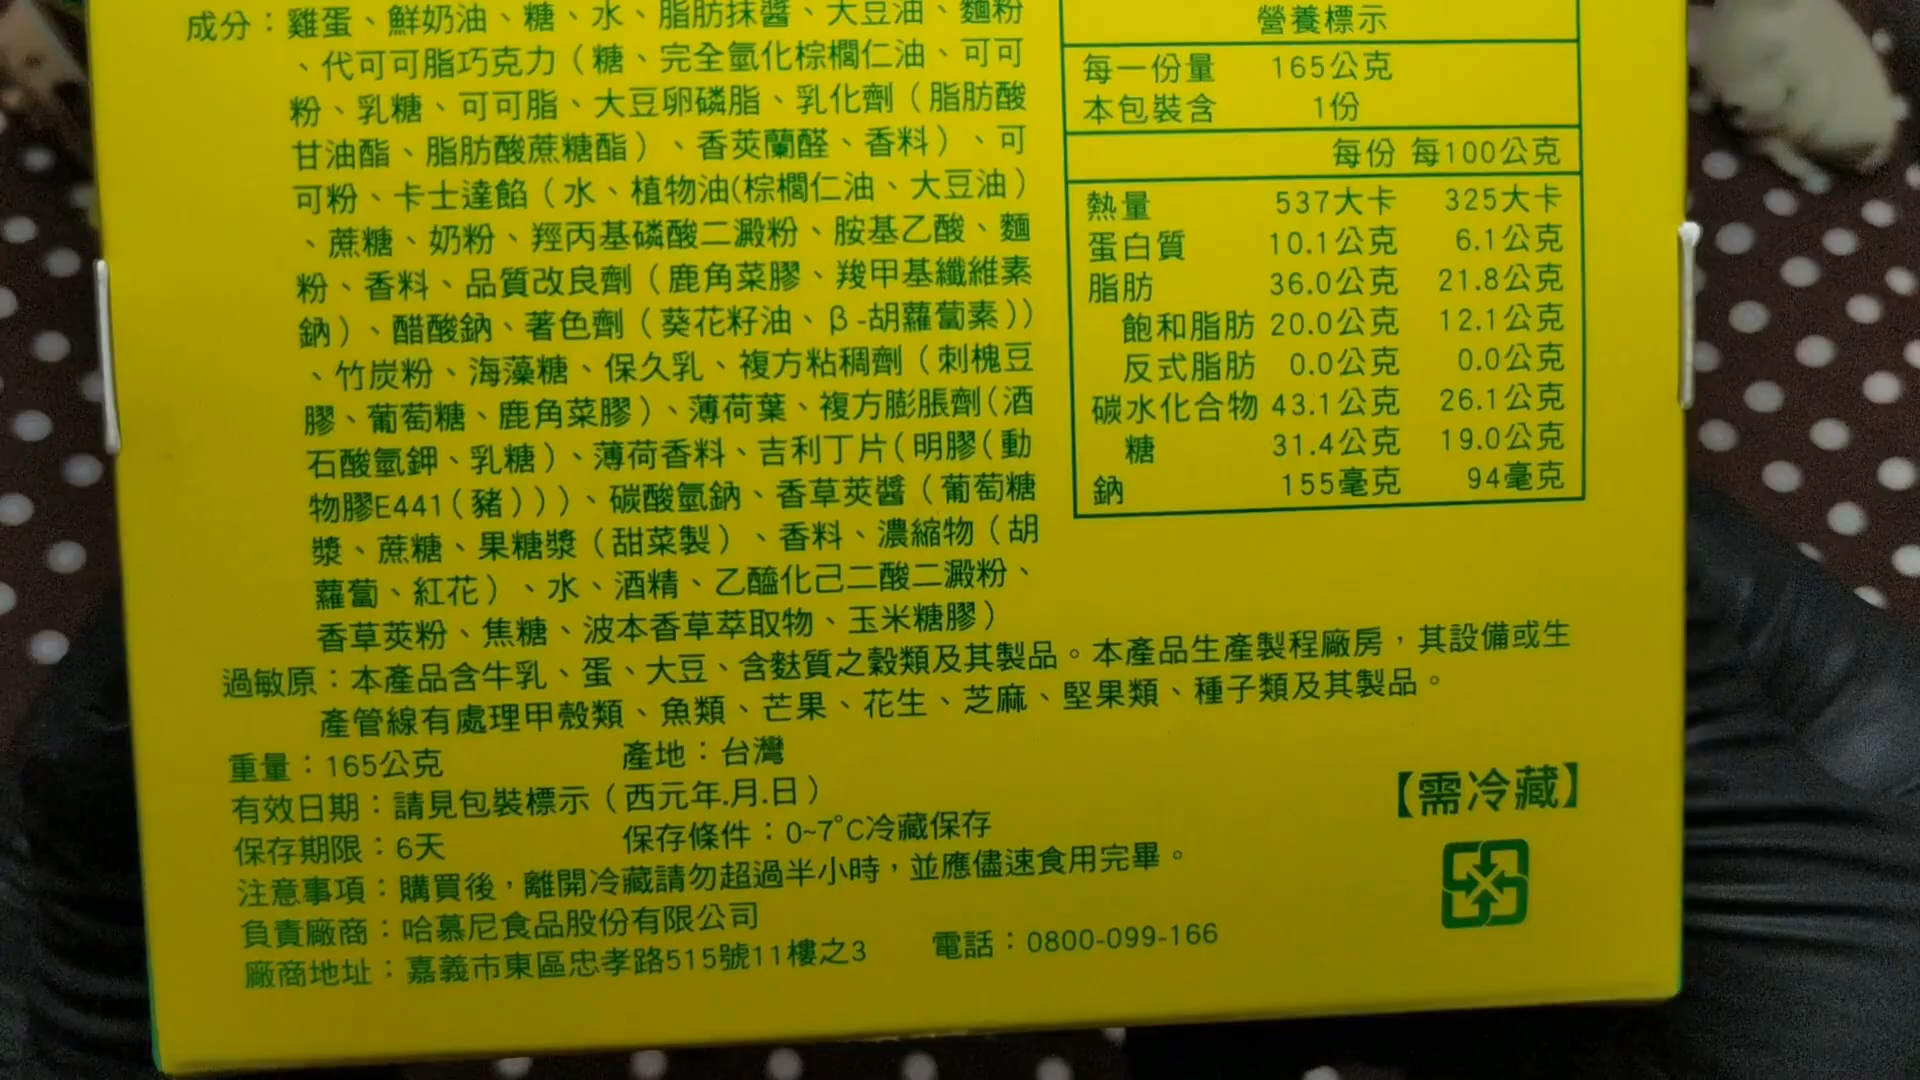 成分：雞蛋、鮮奶油、糖、水、脂肪抹醬、大豆油、麵粉
、代可可脂巧克力（糖、完全氫化棕櫚仁油、可可
粉、乳糖、可可脂、大豆卵磷脂、乳化劑（脂肪酸
甘油酯、脂肪酸蔗糖酯）、香莢蘭醛、香料）、可
可粉、卡士達餡（水、植物油(棕櫚仁油、大豆油）
、蔗糖、奶粉、羥丙基磷酸二澱粉、胺基乙酸、麵
粉、香料、品質改良劑（鹿角菜膠、羧甲基纖維素
鈉）、醋酸鈉、著色劑（葵花籽油、β-胡蘿蔔素））
、竹炭粉、海藻糖、保久乳、複方粘稠劑（刺槐豆
膠、葡萄糖、鹿角菜膠）、薄荷葉、複方膨脹劑（酒
石酸氫鉀、乳糖）、薄荷香料、吉利丁片（明膠（動
物膠E441（豬）））、碳酸氫鈉、香草莢醬（葡萄糖
漿、蔗糖、果糖漿（甜菜製）、香料、濃縮物（胡
蘿蔔、紅花）、水、酒精、乙醯化己二酸二澱粉、
香草莢粉、焦糖、波本香草萃取物、玉米糖膠）
過敏原：本產品含牛乳、蛋、大豆、含麩質之穀類及其製品。本產品生產製程廠房，其設備或生
產管線有處理甲殼類、魚類、芒果、花生、芝麻、堅果類、種子類及其製品。
重量：165公克 產地：台灣
有效日期：請見包裝標示（西元年.月.日）
保存期限：6天 保存條件：0~7°C冷藏保存
注意事項：購買後，離開冷藏請勿超過半小時，並應儘速食用完畢。
負責廠商：哈慕尼食品股份有限公司
廠商地址：嘉義市東區忠孝路515號11樓之3 電話：0800-099-166
營養標示
每一份量 165公克
本包裝含 1份
每份 每100公克
熱量 537大卡 325大卡
蛋白質 10.1公克 6.1公克
脂肪 36.0公克 21.8公克
飽和脂肪 20.0公克 12.1公克
反式脂肪 0.0公克 0.0公克
碳水化合物 43.1公克 26.1公克
糖 31.4公克 19.0公克
鈉 155毫克 94毫克
【需冷藏】